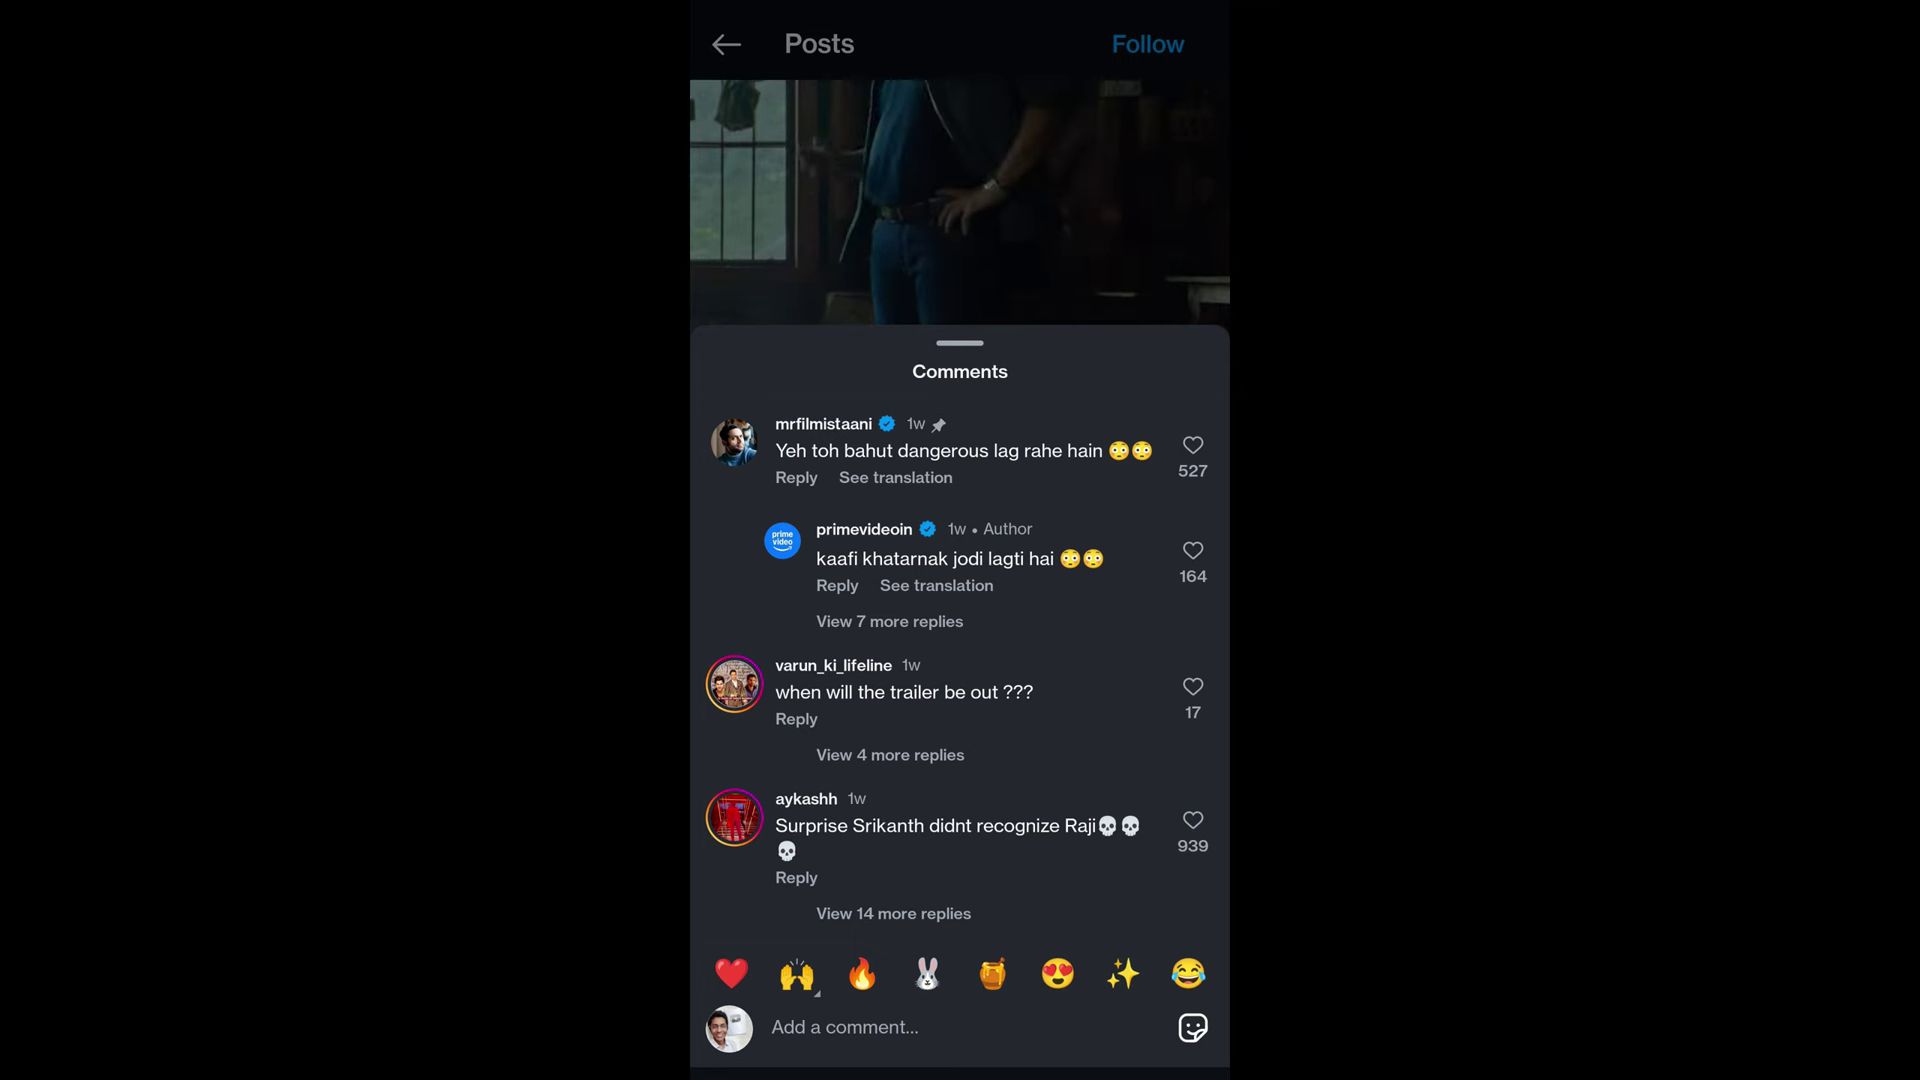 Posts
Follow
Comments
mrfilmistaani 1w
Yeh toh bahut dangerous lag rahe hain 😳😳
527
Reply See translation
prime
video
primevideoin 1w • Author
kaafi khatarnak jodi lagti hai 😳😳
164
Reply See translation
View 7 more replies
varun_ki_lifeline 1w
when will the trailer be out ???
17
Reply
View 4 more replies
aykashh 1w
Surprise Srikanth didnt recognize Raji💀💀
💀
939
Reply
View 14 more replies
❤️ 🙌 🔥 🐰 🍯 😍 ✨ 😂
Add a comment...